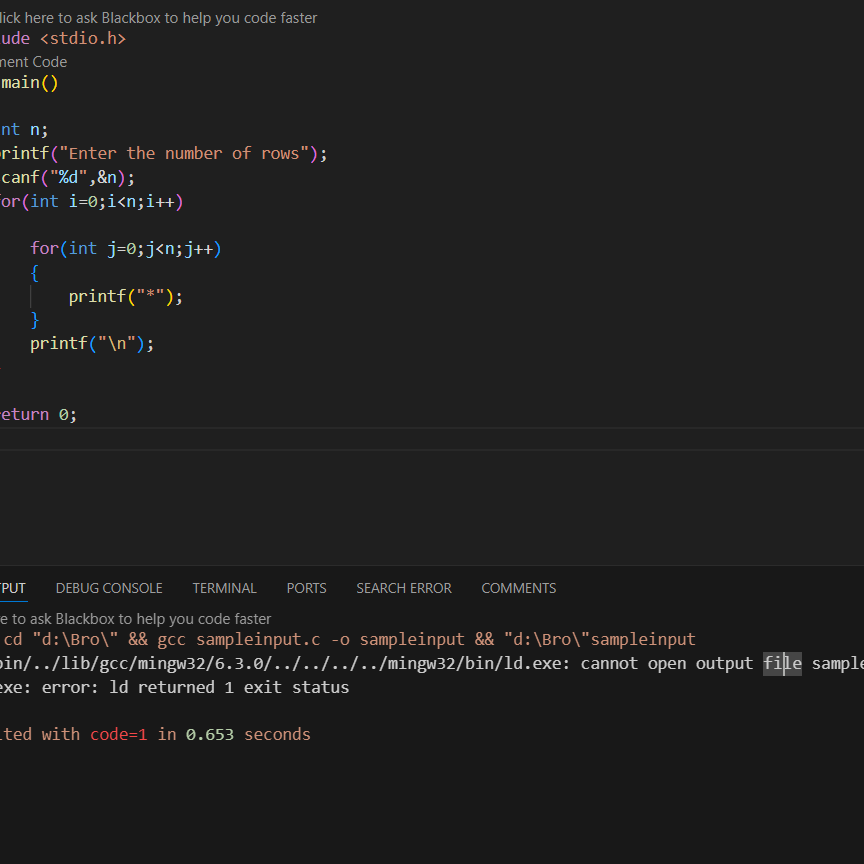 lick here to ask Blackbox to help you code faster
ude <stdio.h>
ment Code
main()
nt n;
rintf("Enter the number of rows");
canf("%d",&n);
or(int i=0;i<n;i++)
for(int j=0;j<n;j++)
{
printf("*");
}
printf("\n");
eturn 0;
PUT DEBUG CONSOLE TERMINAL PORTS SEARCH ERROR COMMENTS
e to ask Blackbox to help you code faster
cd "d:\Bro\" && gcc sampleinput.c -o sampleinput && "d:\Bro\"sampleinput
bin/../lib/gcc/mingw32/6.3.0/../../../../mingw32/bin/ld.exe: cannot open output file sample
exe: error: ld returned 1 exit status
ited with code=1 in 0.653 seconds